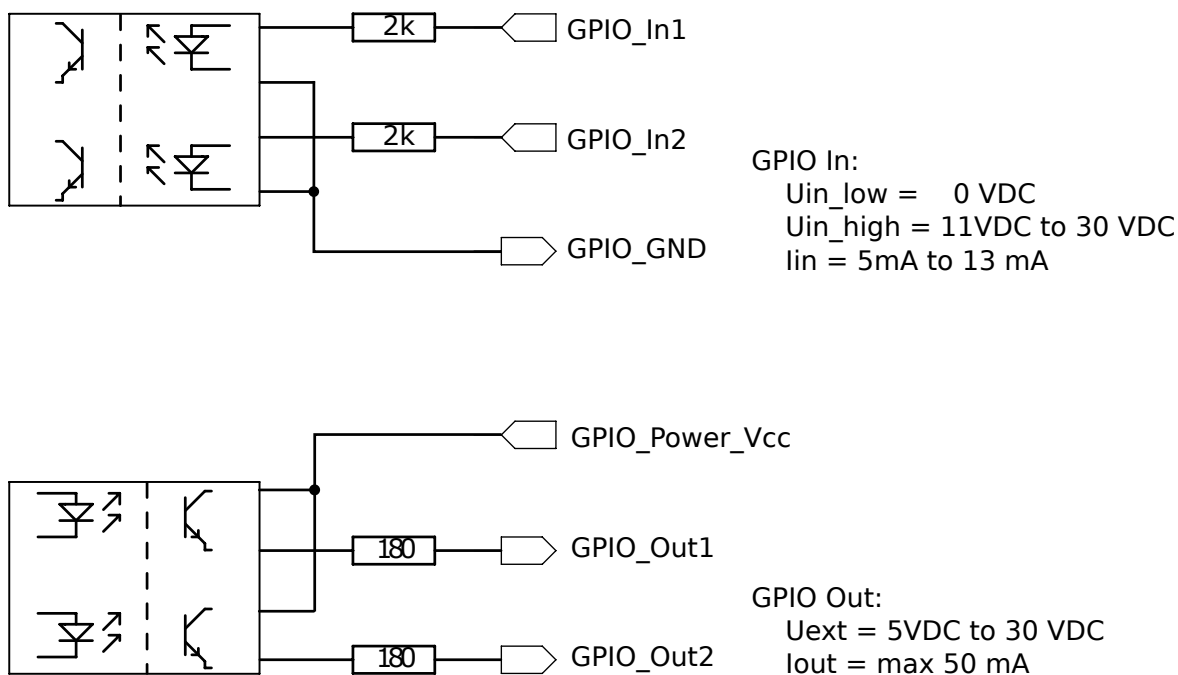 2k
GPIO_In1
2k
GPIO_In2
GPIO_GND
GPIO In:
Uin_low = 0 VDC
Uin_high = 11VDC to 30 VDC
Iin = 5mA to 13 mA
GPIO_Power_Vcc
180
GPIO_Out1
180
GPIO_Out2
GPIO Out:
Uext = 5VDC to 30 VDC
Iout = max 50 mA